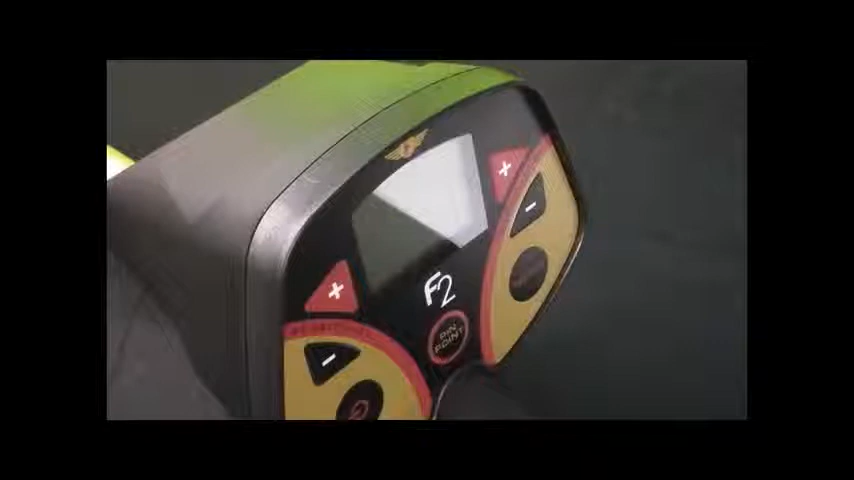 +
-
F2
+
PIN
POINT
-